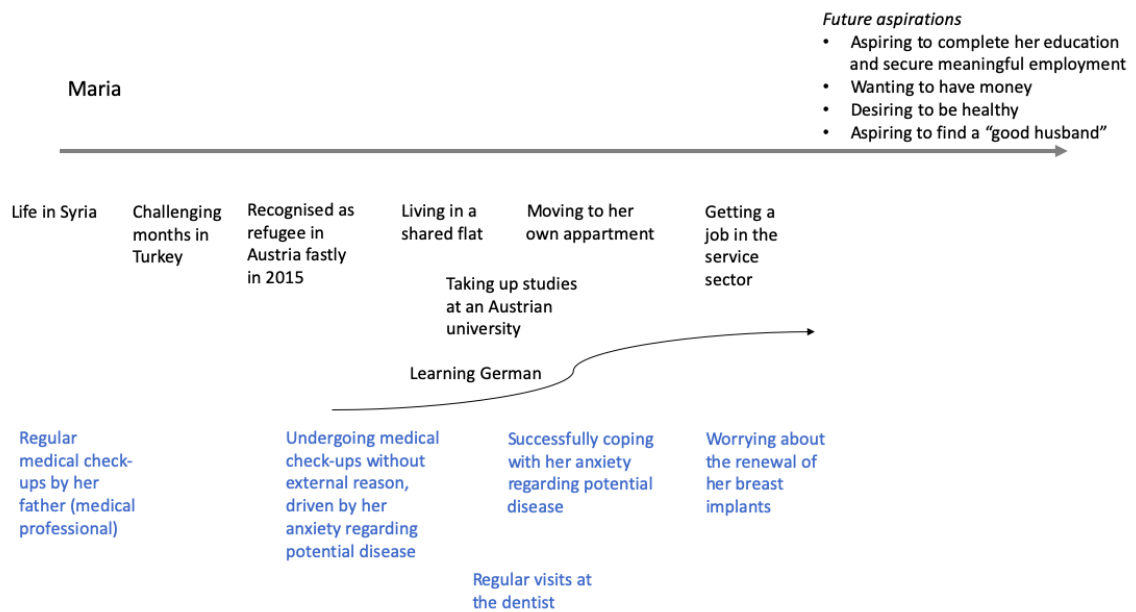 Future aspirations
• Aspiring to complete her education
and secure meaningful employment
• Wanting to have money
• Desiring to be healthy
• Aspiring to find a “good husband”
Maria
Life in Syria
Challenging
months in
Turkey
Recognised as
refugee in
Austria fastly
in 2015
Living in a
shared flat
Moving to her
own appartment
Getting a
job in the
service
sector
Taking up studies
at an Austrian
university
Learning German
Regular
medical check-
ups by her
father (medical
professional)
Undergoing medical
check-ups without
external reason,
driven by her
anxiety regarding
potential disease
Successfully coping
with her anxiety
regarding potential
disease
Worrying about
the renewal of
her breast
implants
Regular visits at
the dentist